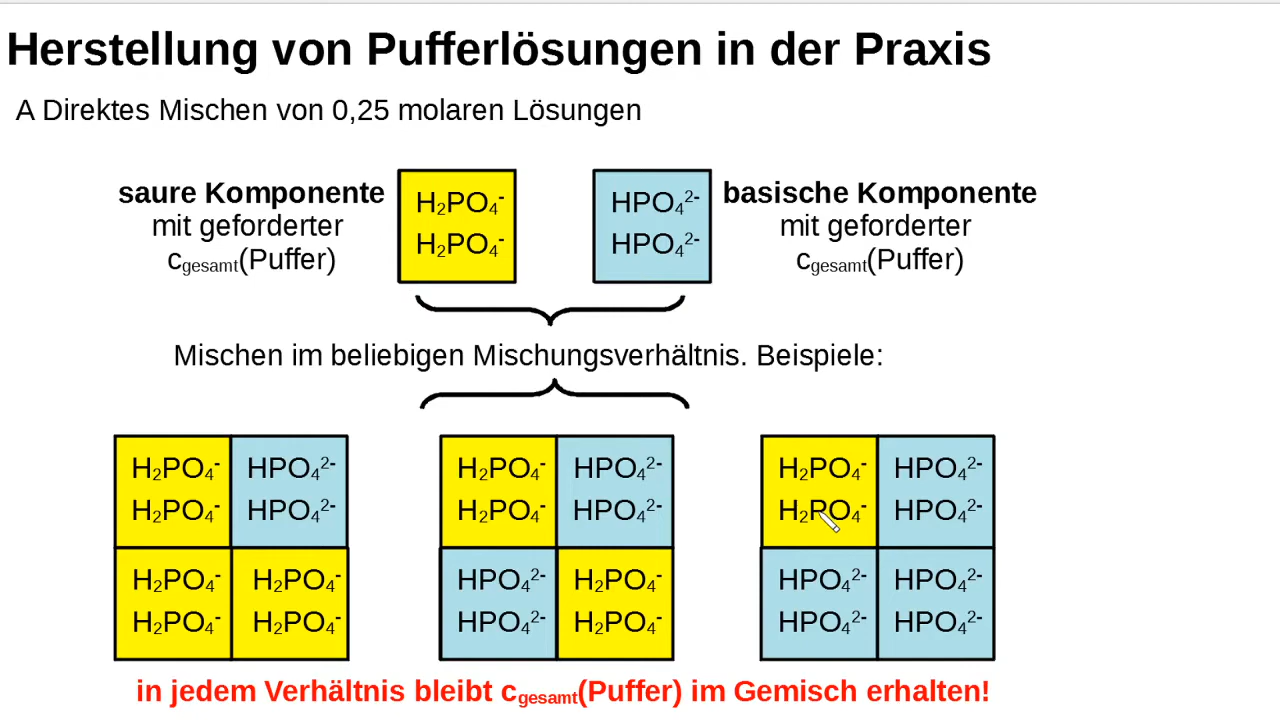 Herstellung von Pufferlösungen in der Praxis
A Direktes Mischen von 0,25 molaren Lösungen
saure Komponente
mit geforderter
cgesamt(Puffer)
H₂PO₄⁻
H₂PO₄⁻
HPO₄²⁻
HPO₄²⁻
basische Komponente
mit geforderter
cgesamt(Puffer)
Mischen im beliebigen Mischungsverhältnis. Beispiele:
H₂PO₄⁻ HPO₄²⁻
H₂PO₄⁻ HPO₄²⁻
H₂PO₄⁻ H₂PO₄⁻
H₂PO₄⁻ H₂PO₄⁻
H₂PO₄⁻ HPO₄²⁻
H₂PO₄⁻ HPO₄²⁻
HPO₄²⁻ H₂PO₄⁻
HPO₄²⁻ H₂PO₄⁻
H₂PO₄⁻ HPO₄²⁻
H₂PO₄⁻ HPO₄²⁻
HPO₄²⁻ HPO₄²⁻
HPO₄²⁻ HPO₄²⁻
in jedem Verhältnis bleibt cgesamt(Puffer) im Gemisch erhalten!